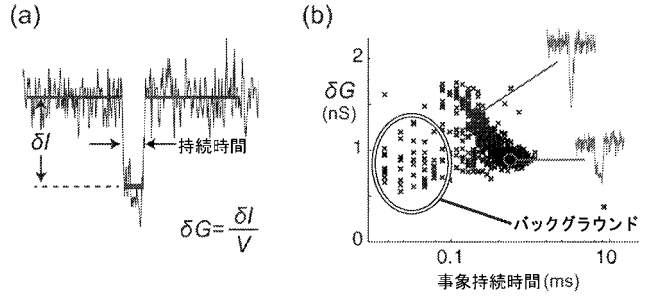 (a)
δI
持続時間
δG = δI / V
(b)
2
δG
(nS)
1
0
バックグラウンド
0.1
10
事象持続時間 (ms)